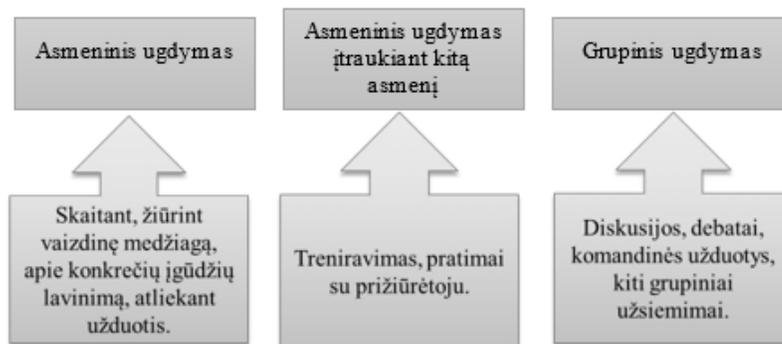 Asmeninis ugdymas
Asmeninis ugdymas
įtraukiant kitą
asmenį
Grupinis ugdymas
Skaitant, žiūrint
vaizdinę medžiagą,
apie konkrečių įgūdžių
lavinimą, atliekant
užduotis.
Treniravimas, pratimai
su prižiūrėtoju.
Diskusijos, debatai,
komandinės užduotys,
kiti grupiniai
užsiemimai.